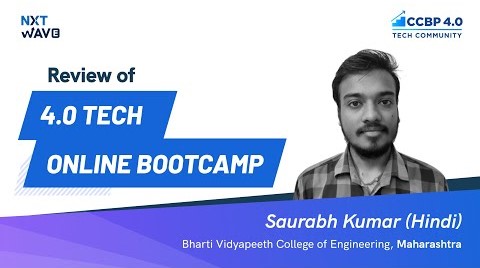 NXT
WAVE
CCBP 4.0
TECH COMMUNITY
Review of
4.0 TECH
ONLINE BOOTCAMP
Saurabh Kumar (Hindi)
Bharti Vidyapeeth College of Engineering, Maharashtra